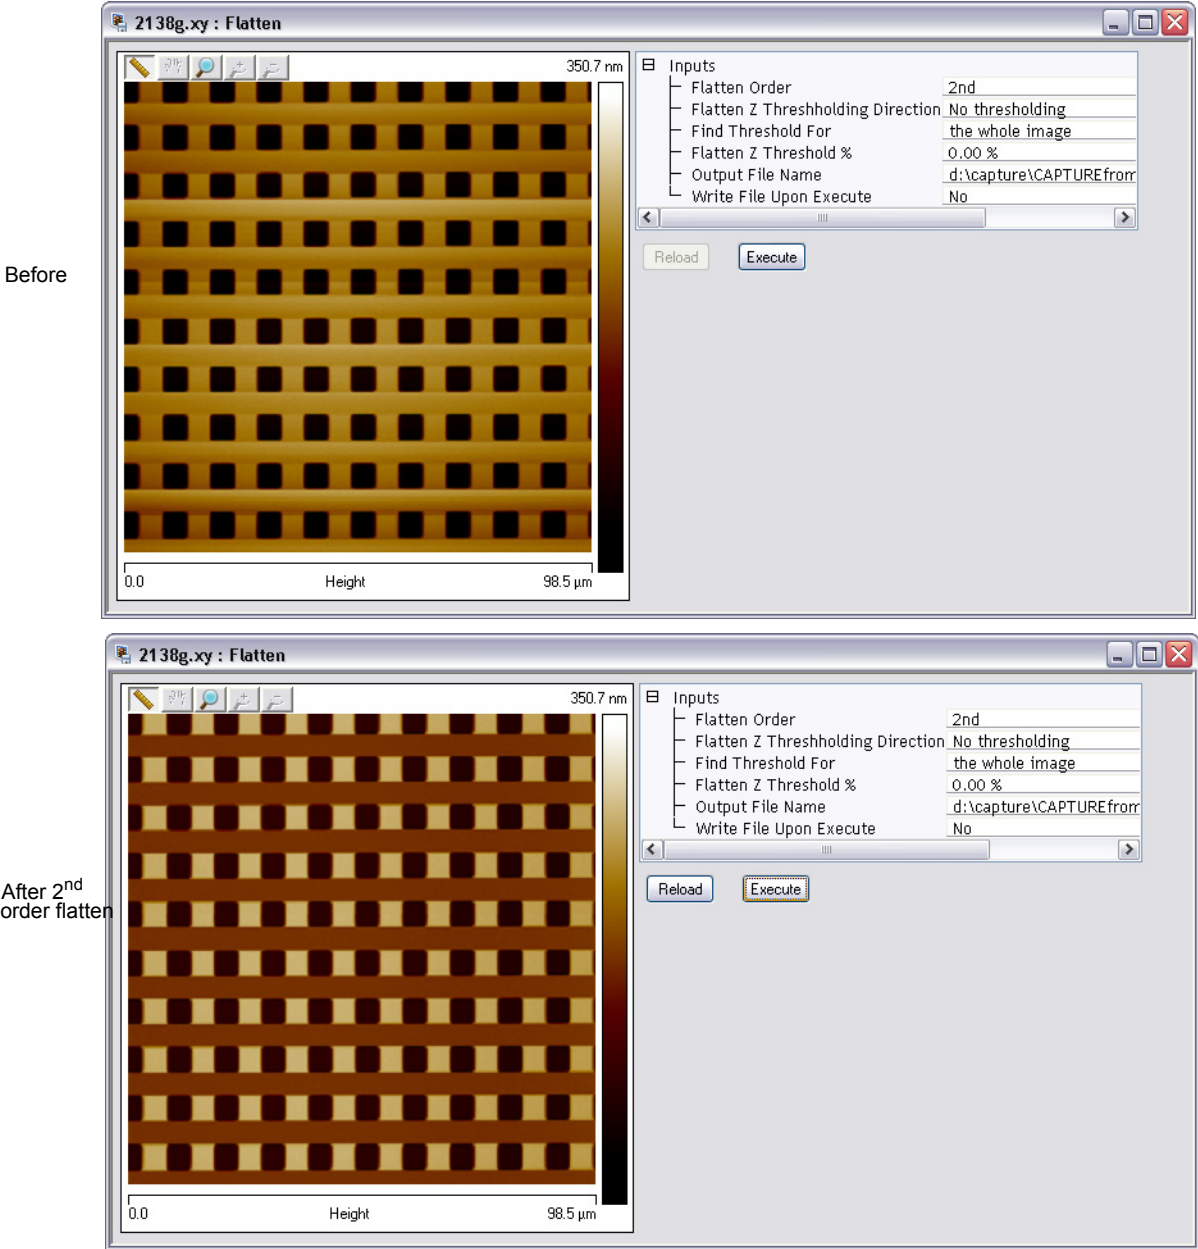 2138g.xy : Flatten
350.7 nm
Inputs
Flatten Order 2nd
Flatten Z Threshholding Direction No thresholding
Find Threshold For the whole image
Flatten Z Threshold % 0.00 %
Output File Name d:\capture\CAPTUREfrom
Write File Upon Execute No
Reload Execute
Before
0.0 Height 98.5 µm
2138g.xy : Flatten
350.7 nm
Inputs
Flatten Order 2nd
Flatten Z Threshholding Direction No thresholding
Find Threshold For the whole image
Flatten Z Threshold % 0.00 %
Output File Name d:\capture\CAPTUREfrom
Write File Upon Execute No
Reload Execute
After 2nd
order flatten
0.0 Height 98.5 µm